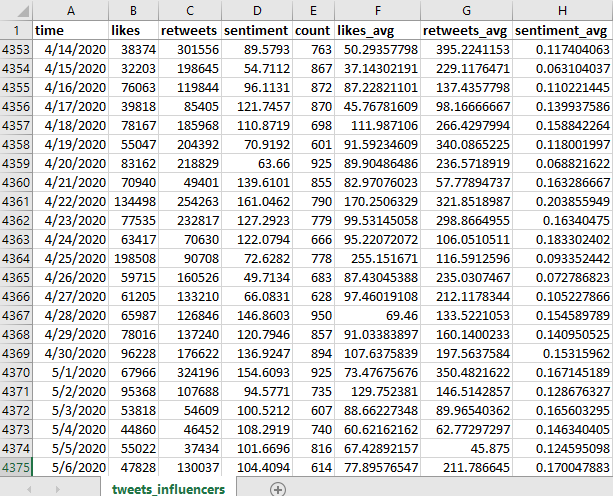 A B C D E F G H
1 time likes retweets sentiment count likes_avg retweets_avg sentiment_avg
4353 4/14/2020 38374 301556 89.5793 763 50.29357798 395.2241153 0.117404063
4354 4/15/2020 32203 198645 54.7112 867 37.14302191 229.1176471 0.063104037
4355 4/16/2020 76063 119844 96.1131 872 87.22821101 137.4357798 0.110221445
4356 4/17/2020 39818 85405 121.7457 870 45.76781609 98.16666667 0.139937586
4357 4/18/2020 78167 185968 110.8719 698 111.987106 266.4297994 0.158842264
4358 4/19/2020 55047 204392 70.9192 601 91.59234609 340.0865225 0.118001997
4359 4/20/2020 83162 218829 63.66 925 89.90486486 236.5718919 0.068821622
4360 4/21/2020 70940 49401 139.6101 855 82.97076023 57.77894737 0.163286667
4361 4/22/2020 134498 254263 161.0462 790 170.2506329 321.8518987 0.203855949
4362 4/23/2020 77535 232817 127.2923 779 99.53145058 298.8664955 0.16340475
4363 4/24/2020 63417 70630 122.0794 666 95.22072072 106.0510511 0.183302402
4364 4/25/2020 198508 90708 72.6282 778 255.151671 116.5912596 0.093352442
4365 4/26/2020 59715 160526 49.7134 683 87.43045388 235.0307467 0.072786823
4366 4/27/2020 61205 133210 66.0831 628 97.46019108 212.1178344 0.105227866
4367 4/28/2020 65987 126846 146.8603 950 69.46 133.5221053 0.154589789
4368 4/29/2020 78016 137240 120.7946 857 91.03383897 160.1400233 0.140950525
4369 4/30/2020 96228 176622 136.9247 894 107.6375839 197.5637584 0.15315962
4370 5/1/2020 67966 324196 154.6093 925 73.47675676 350.4821622 0.167145189
4371 5/2/2020 95368 107688 94.5771 735 129.752381 146.5142857 0.128676327
4372 5/3/2020 53818 54609 100.5212 607 88.66227348 89.96540362 0.165603295
4373 5/4/2020 44860 46452 108.2919 740 60.62162162 62.77297297 0.146340405
4374 5/5/2020 55022 37434 101.6696 816 67.42892157 45.875 0.124595098
4375 5/6/2020 47828 130037 104.4094 614 77.89576547 211.786645 0.170047883
tweets_influencers